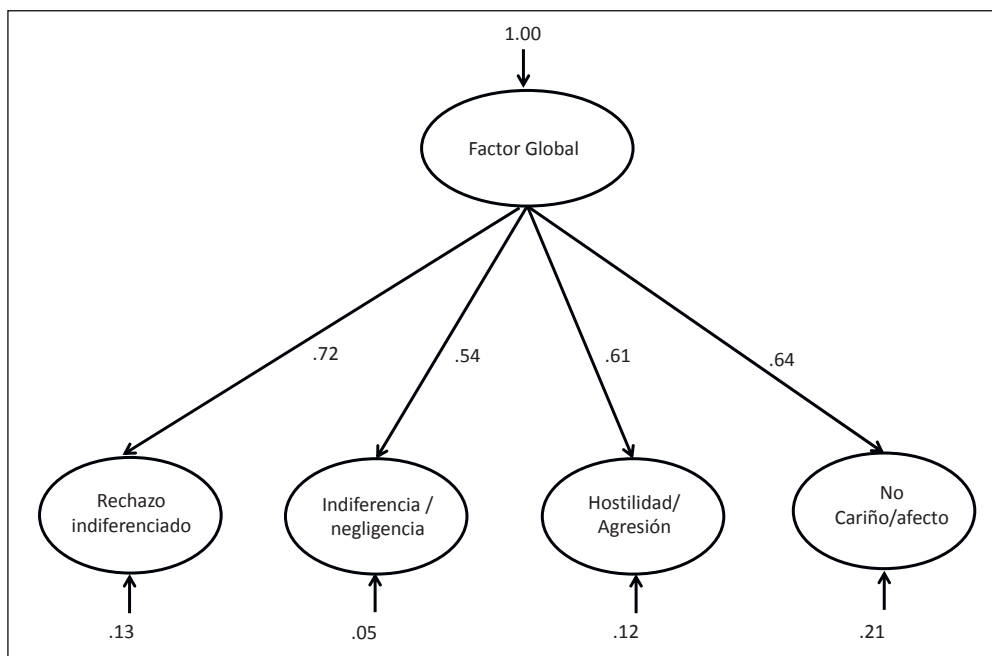 1.00
Factor Global
.72
.54
.61
.64
Rechazo
indiferenciado
Indiferencia /
negligencia
Hostilidad/
Agresión
No
Cariño/afecto
.13
.05
.12
.21